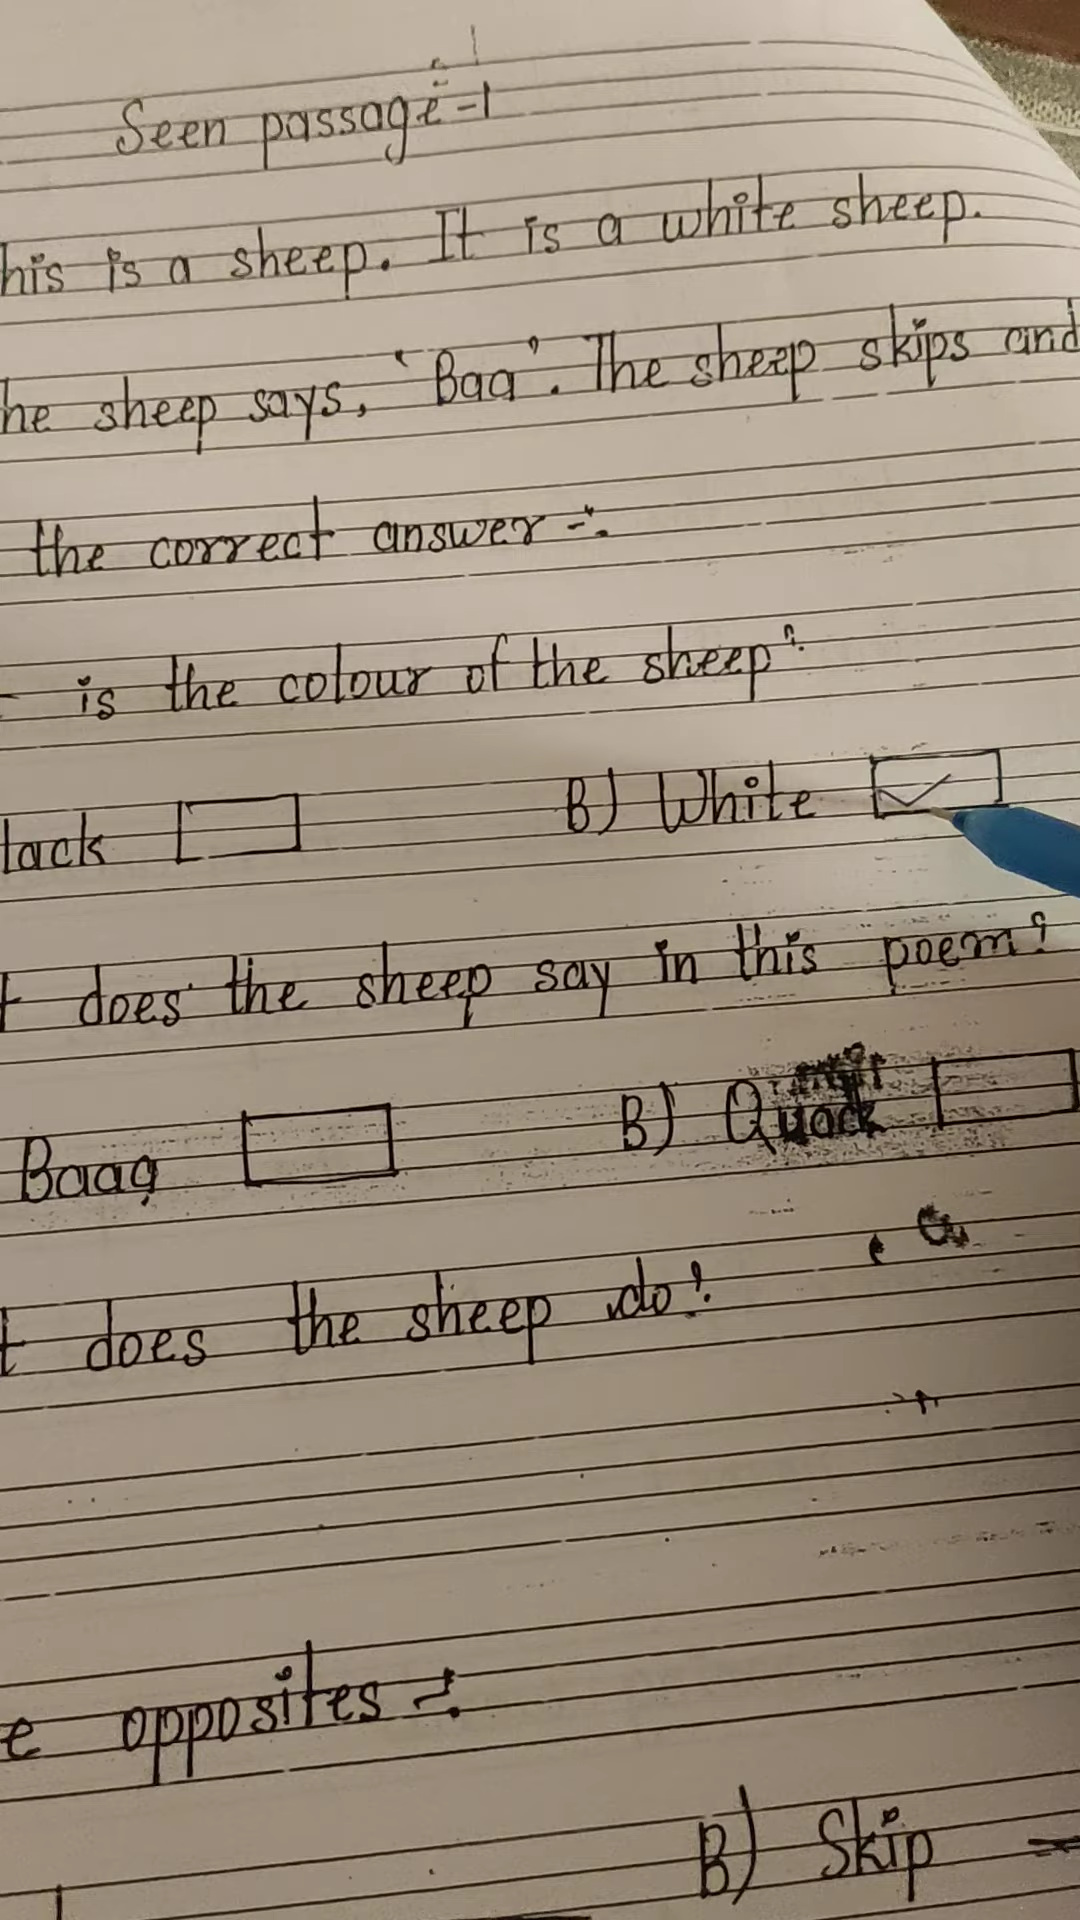 Seen passage-1
his is a sheep. It is a white sheep.
he sheep says, 'Baa'. The sheep skips and
the correct answer :-
is the colour of the sheep?
lack B) White
t does the sheep say in this poem?
Baaa B) Quack
t does the sheep do?
e opposites :-
B) Skip